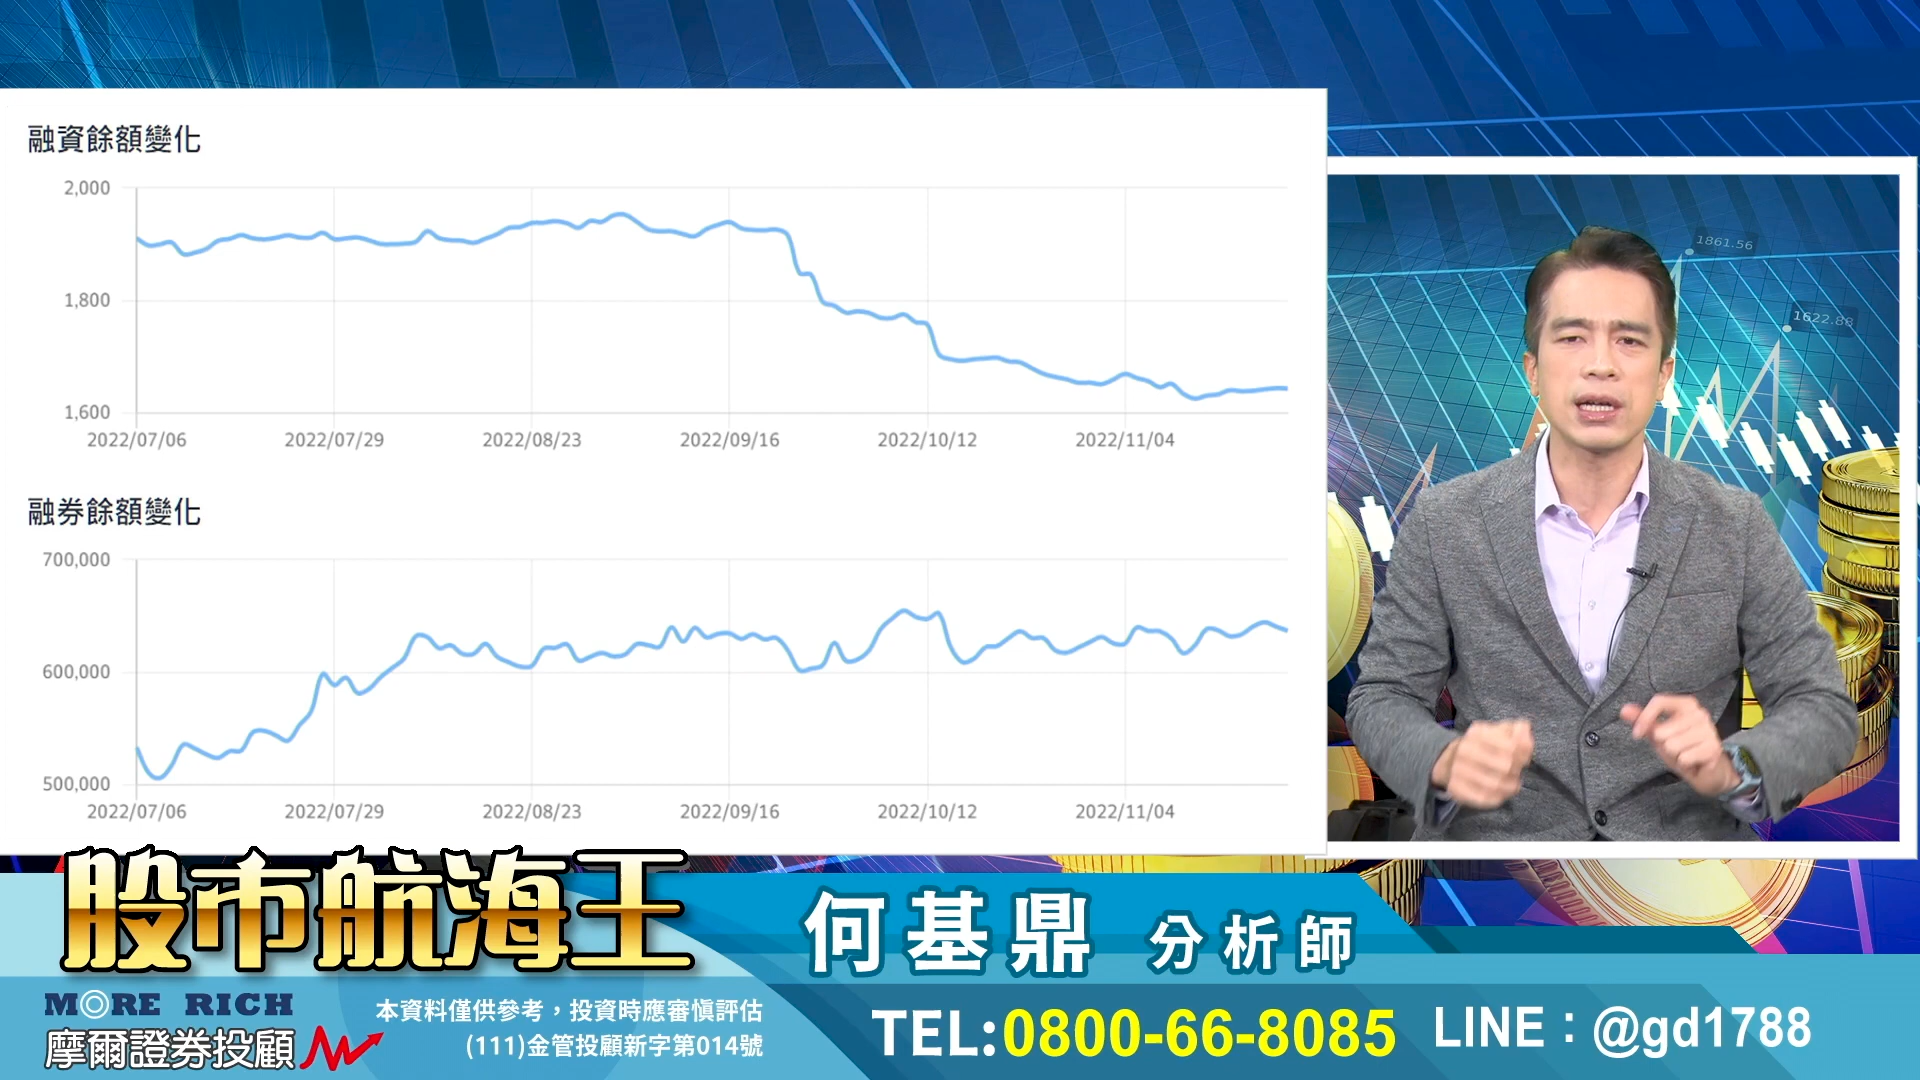 融資餘額變化
2,000
1,800
1,600
2022/07/06 2022/07/29 2022/08/23 2022/09/16 2022/10/12 2022/11/04
融券餘額變化
700,000
600,000
500,000
2022/07/06 2022/07/29 2022/08/23 2022/09/16 2022/10/12 2022/11/04
1861.56
1622.88
股市航海王
何基鼎 分析師
MORE RICH
摩爾證券投顧
本資料僅供參考，投資時應審慎評估
(111)金管投顧新字第014號
TEL:0800-66-8085
LINE：@gd1788